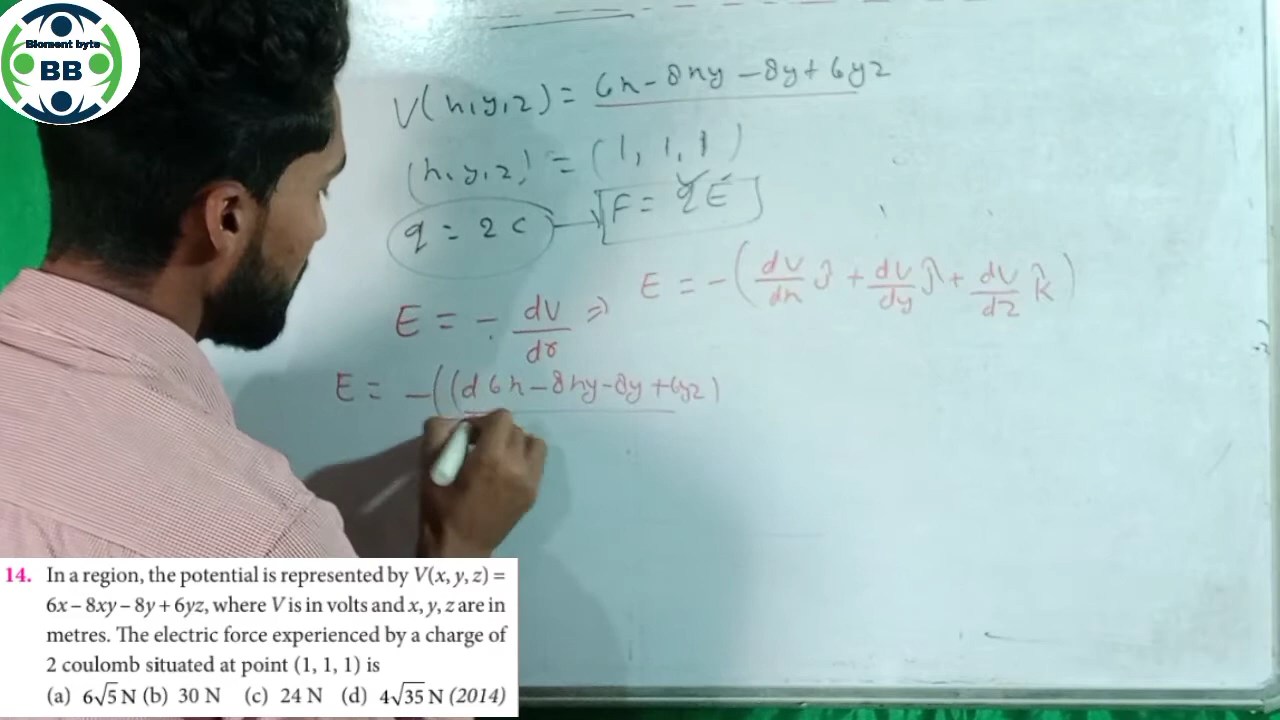 Bioment byte
BB
V(x,y,z) = 6x - 8xy - 8y + 6yz
(x,y,z) = (1, 1, 1)
q = 2 C → F = qE
E = - dV/dr ⇒ E = -(dV/dx î + dV/dy ĵ + dV/dz k̂)
E = -((d 6x - 8xy - 8y + 6yz)
14. In a region, the potential is represented by V(x, y, z) =
6x – 8xy – 8y + 6yz, where V is in volts and x, y, z are in
metres. The electric force experienced by a charge of
2 coulomb situated at point (1, 1, 1) is
(a) 6√5 N (b) 30 N (c) 24 N (d) 4√35 N (2014)